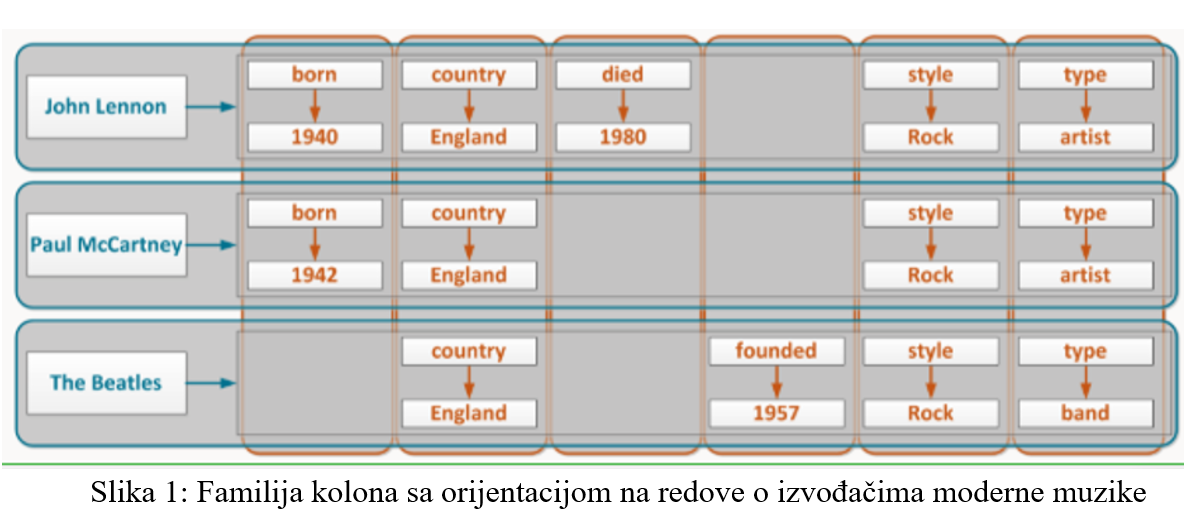 born country died style type
John Lennon
1940 England 1980 Rock artist
born country style type
Paul McCartney
1942 England Rock artist
country founded style type
The Beatles
England 1957 Rock band
Slika 1: Familija kolona sa orijentacijom na redove o izvođačima moderne muzike